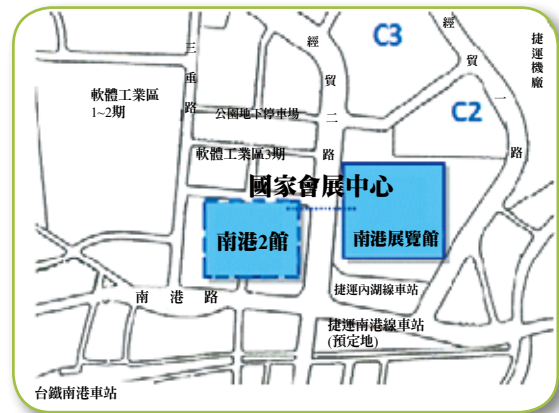 三重路
經貿二路
C3
經貿一路
捷運機廠
軟體工業區
1~2期
公園地下停車場
C2
軟體工業區3期
國家會展中心
南港2館
南港展覽館
南港路
捷運內湖線車站
捷運南港線車站
(預定地)
台鐵南港車站